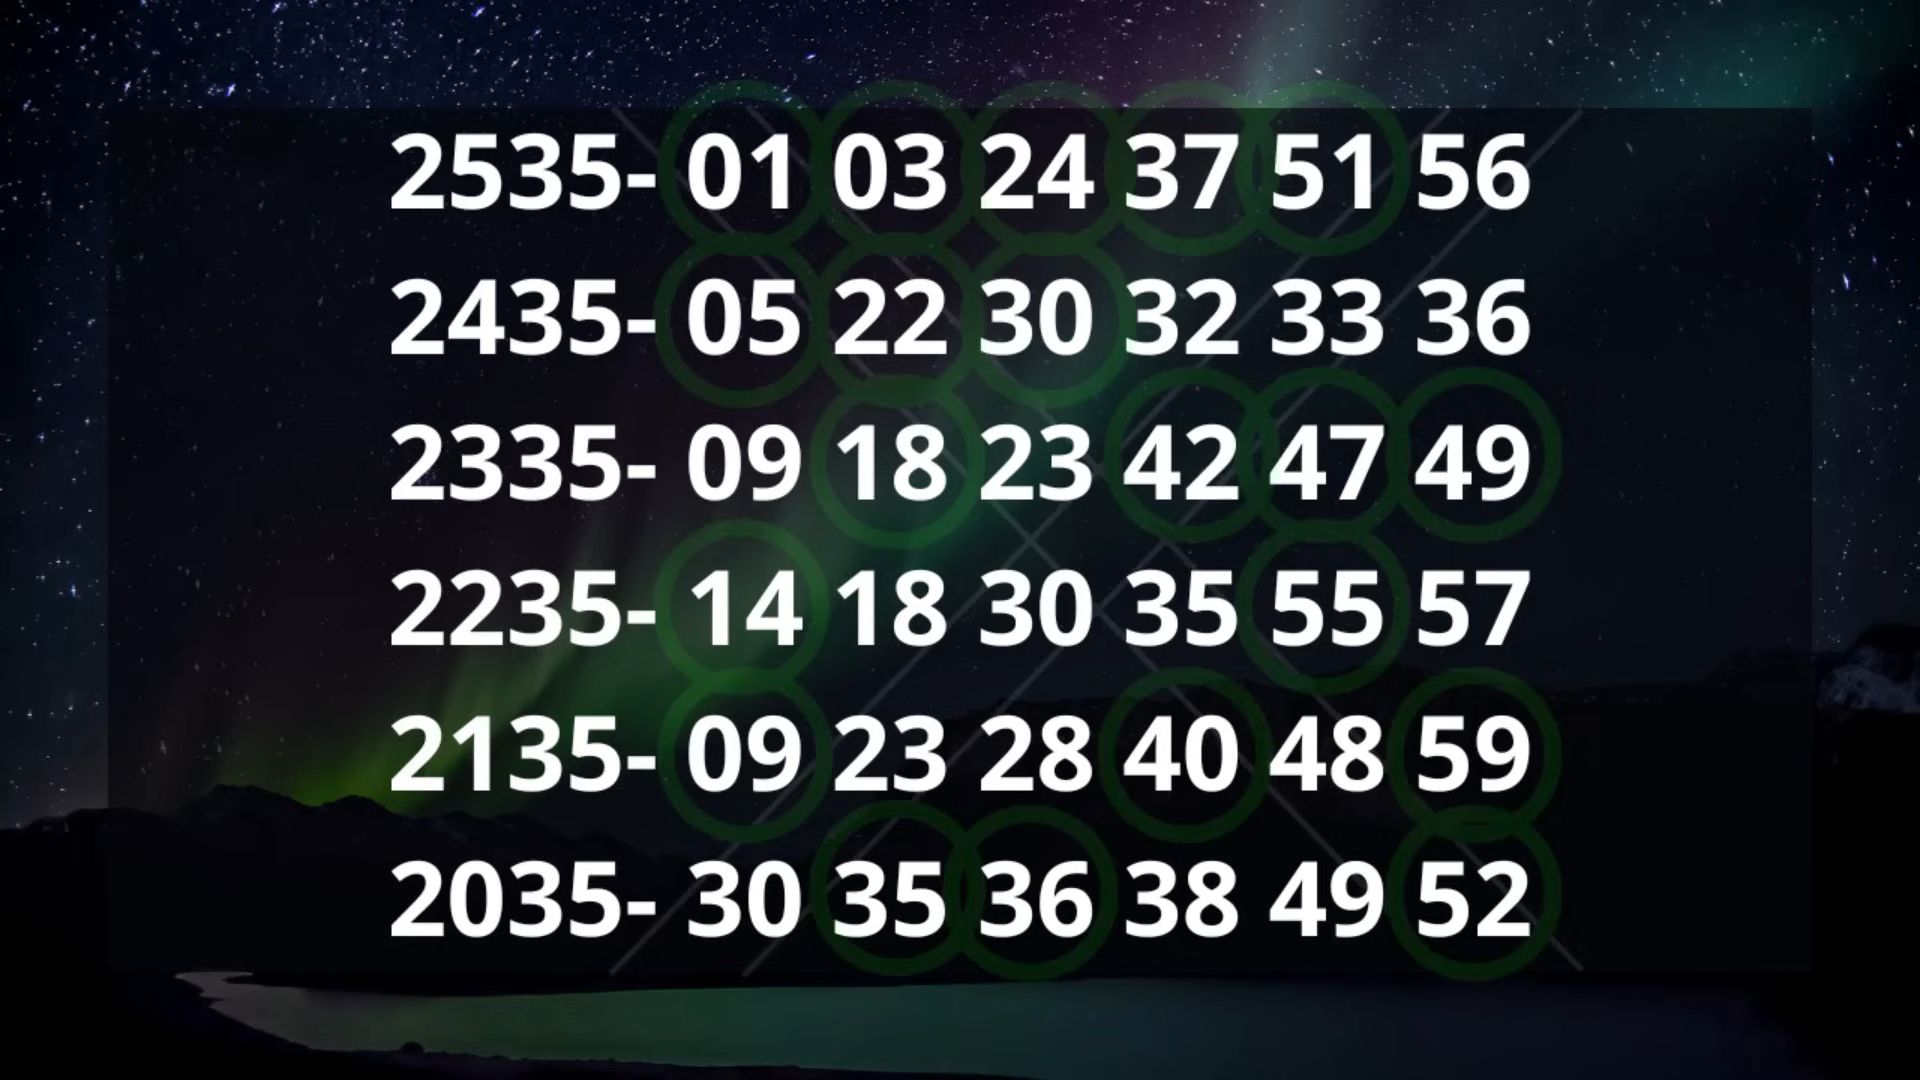 2535- 01 03 24 37 51 56
2435- 05 22 30 32 33 36
2335- 09 18 23 42 47 49
2235- 14 18 30 35 55 57
2135- 09 23 28 40 48 59
2035- 30 35 36 38 49 52